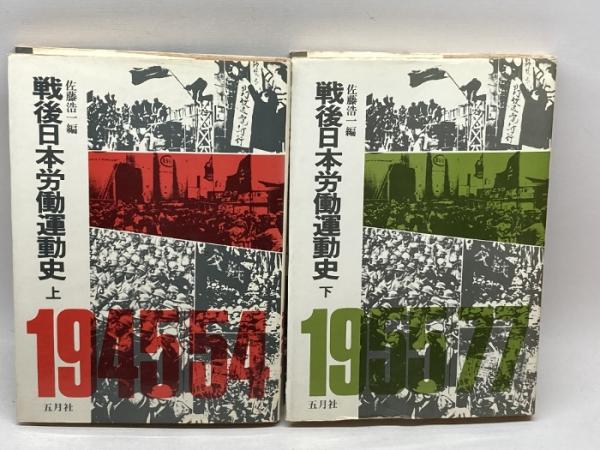 戦後日本労働運動史 上
佐藤浩一編
1945/54
五月社
戦後日本労働運動史 下
佐藤浩一編
1955/77
五月社